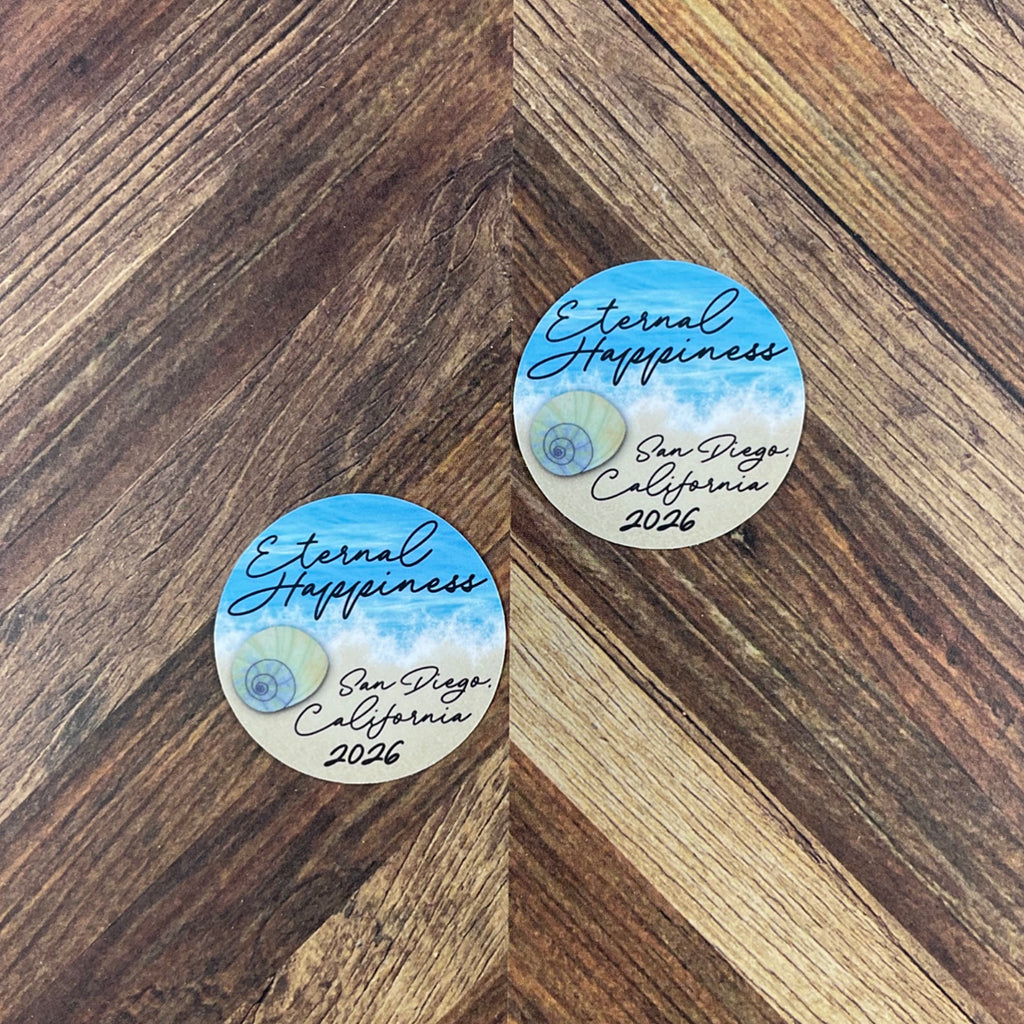 Eternal
Happiness
San Diego,
California
2026
Eternal
Happiness
San Diego,
California
2026